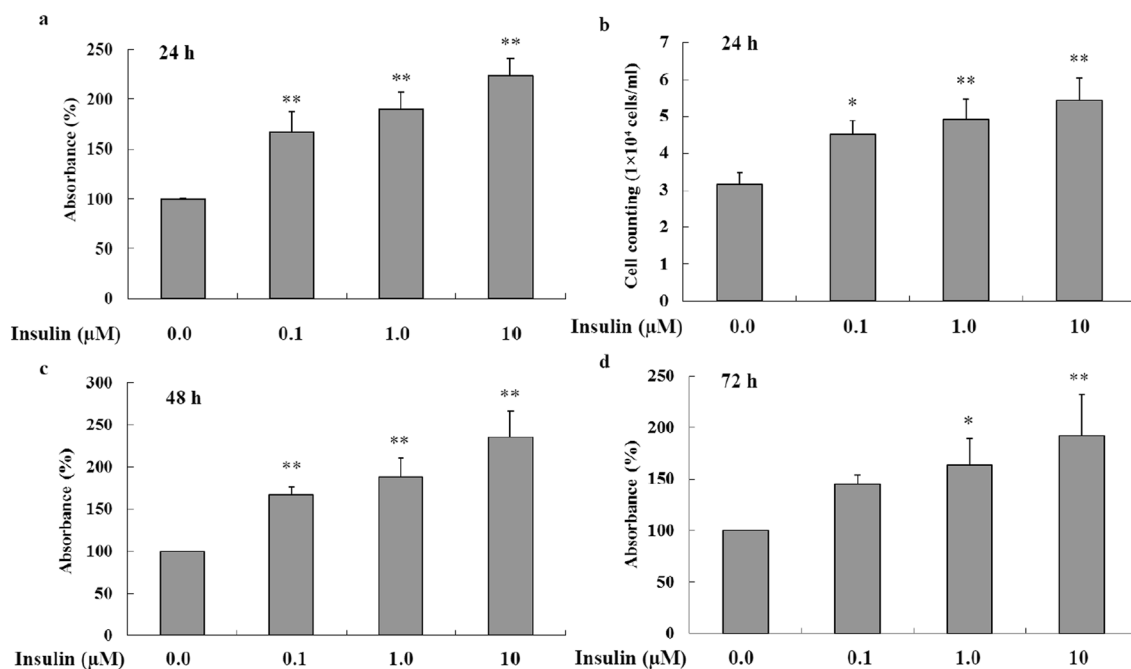 a
24 h
Absorbance (%)
250
200
150
100
50
0
**
**
**
Insulin (µM) 0.0 0.1 1.0 10
b
24 h
Cell counting (1×10⁴ cells/ml)
7
6
5
4
3
2
1
0
*
**
**
Insulin (µM) 0.0 0.1 1.0 10
c
48 h
Absorbance (%)
300
250
200
150
100
50
0
**
**
**
Insulin (µM) 0.0 0.1 1.0 10
d
72 h
Absorbance (%)
250
200
150
100
50
0
*
**
Insulin (µM) 0.0 0.1 1.0 10